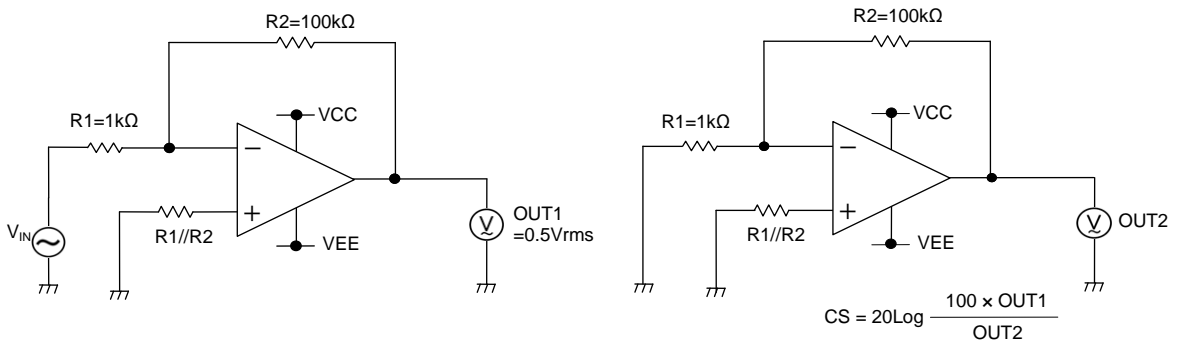 R2=100kΩ
VCC
R1=1kΩ
−
+
R1//R2
VEE
VIN
V
OUT1
=0.5Vrms
R2=100kΩ
VCC
R1=1kΩ
−
+
R1//R2
VEE
V
OUT2
CS = 20Log 100 × OUT1
OUT2